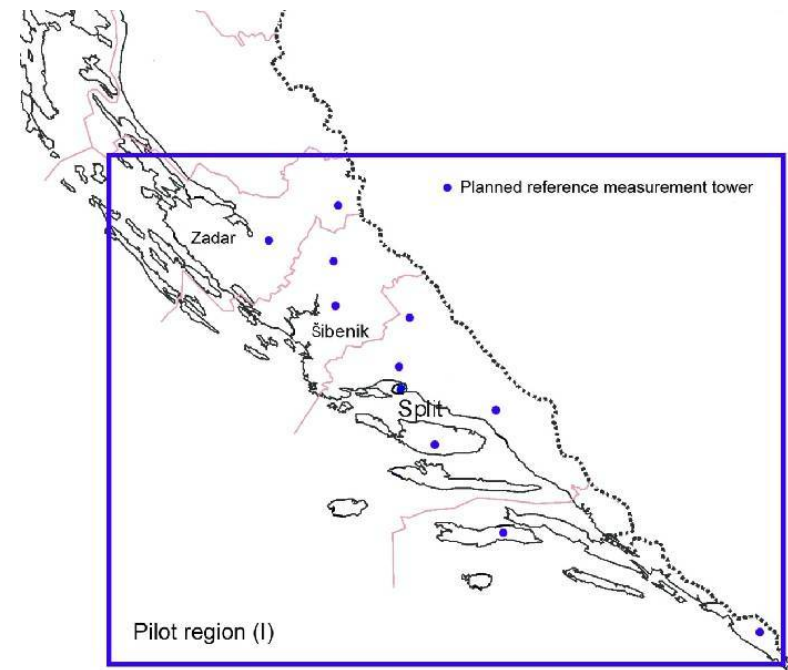 Planned reference measurement tower
Zadar
Šibenik
Split
Pilot region (I)